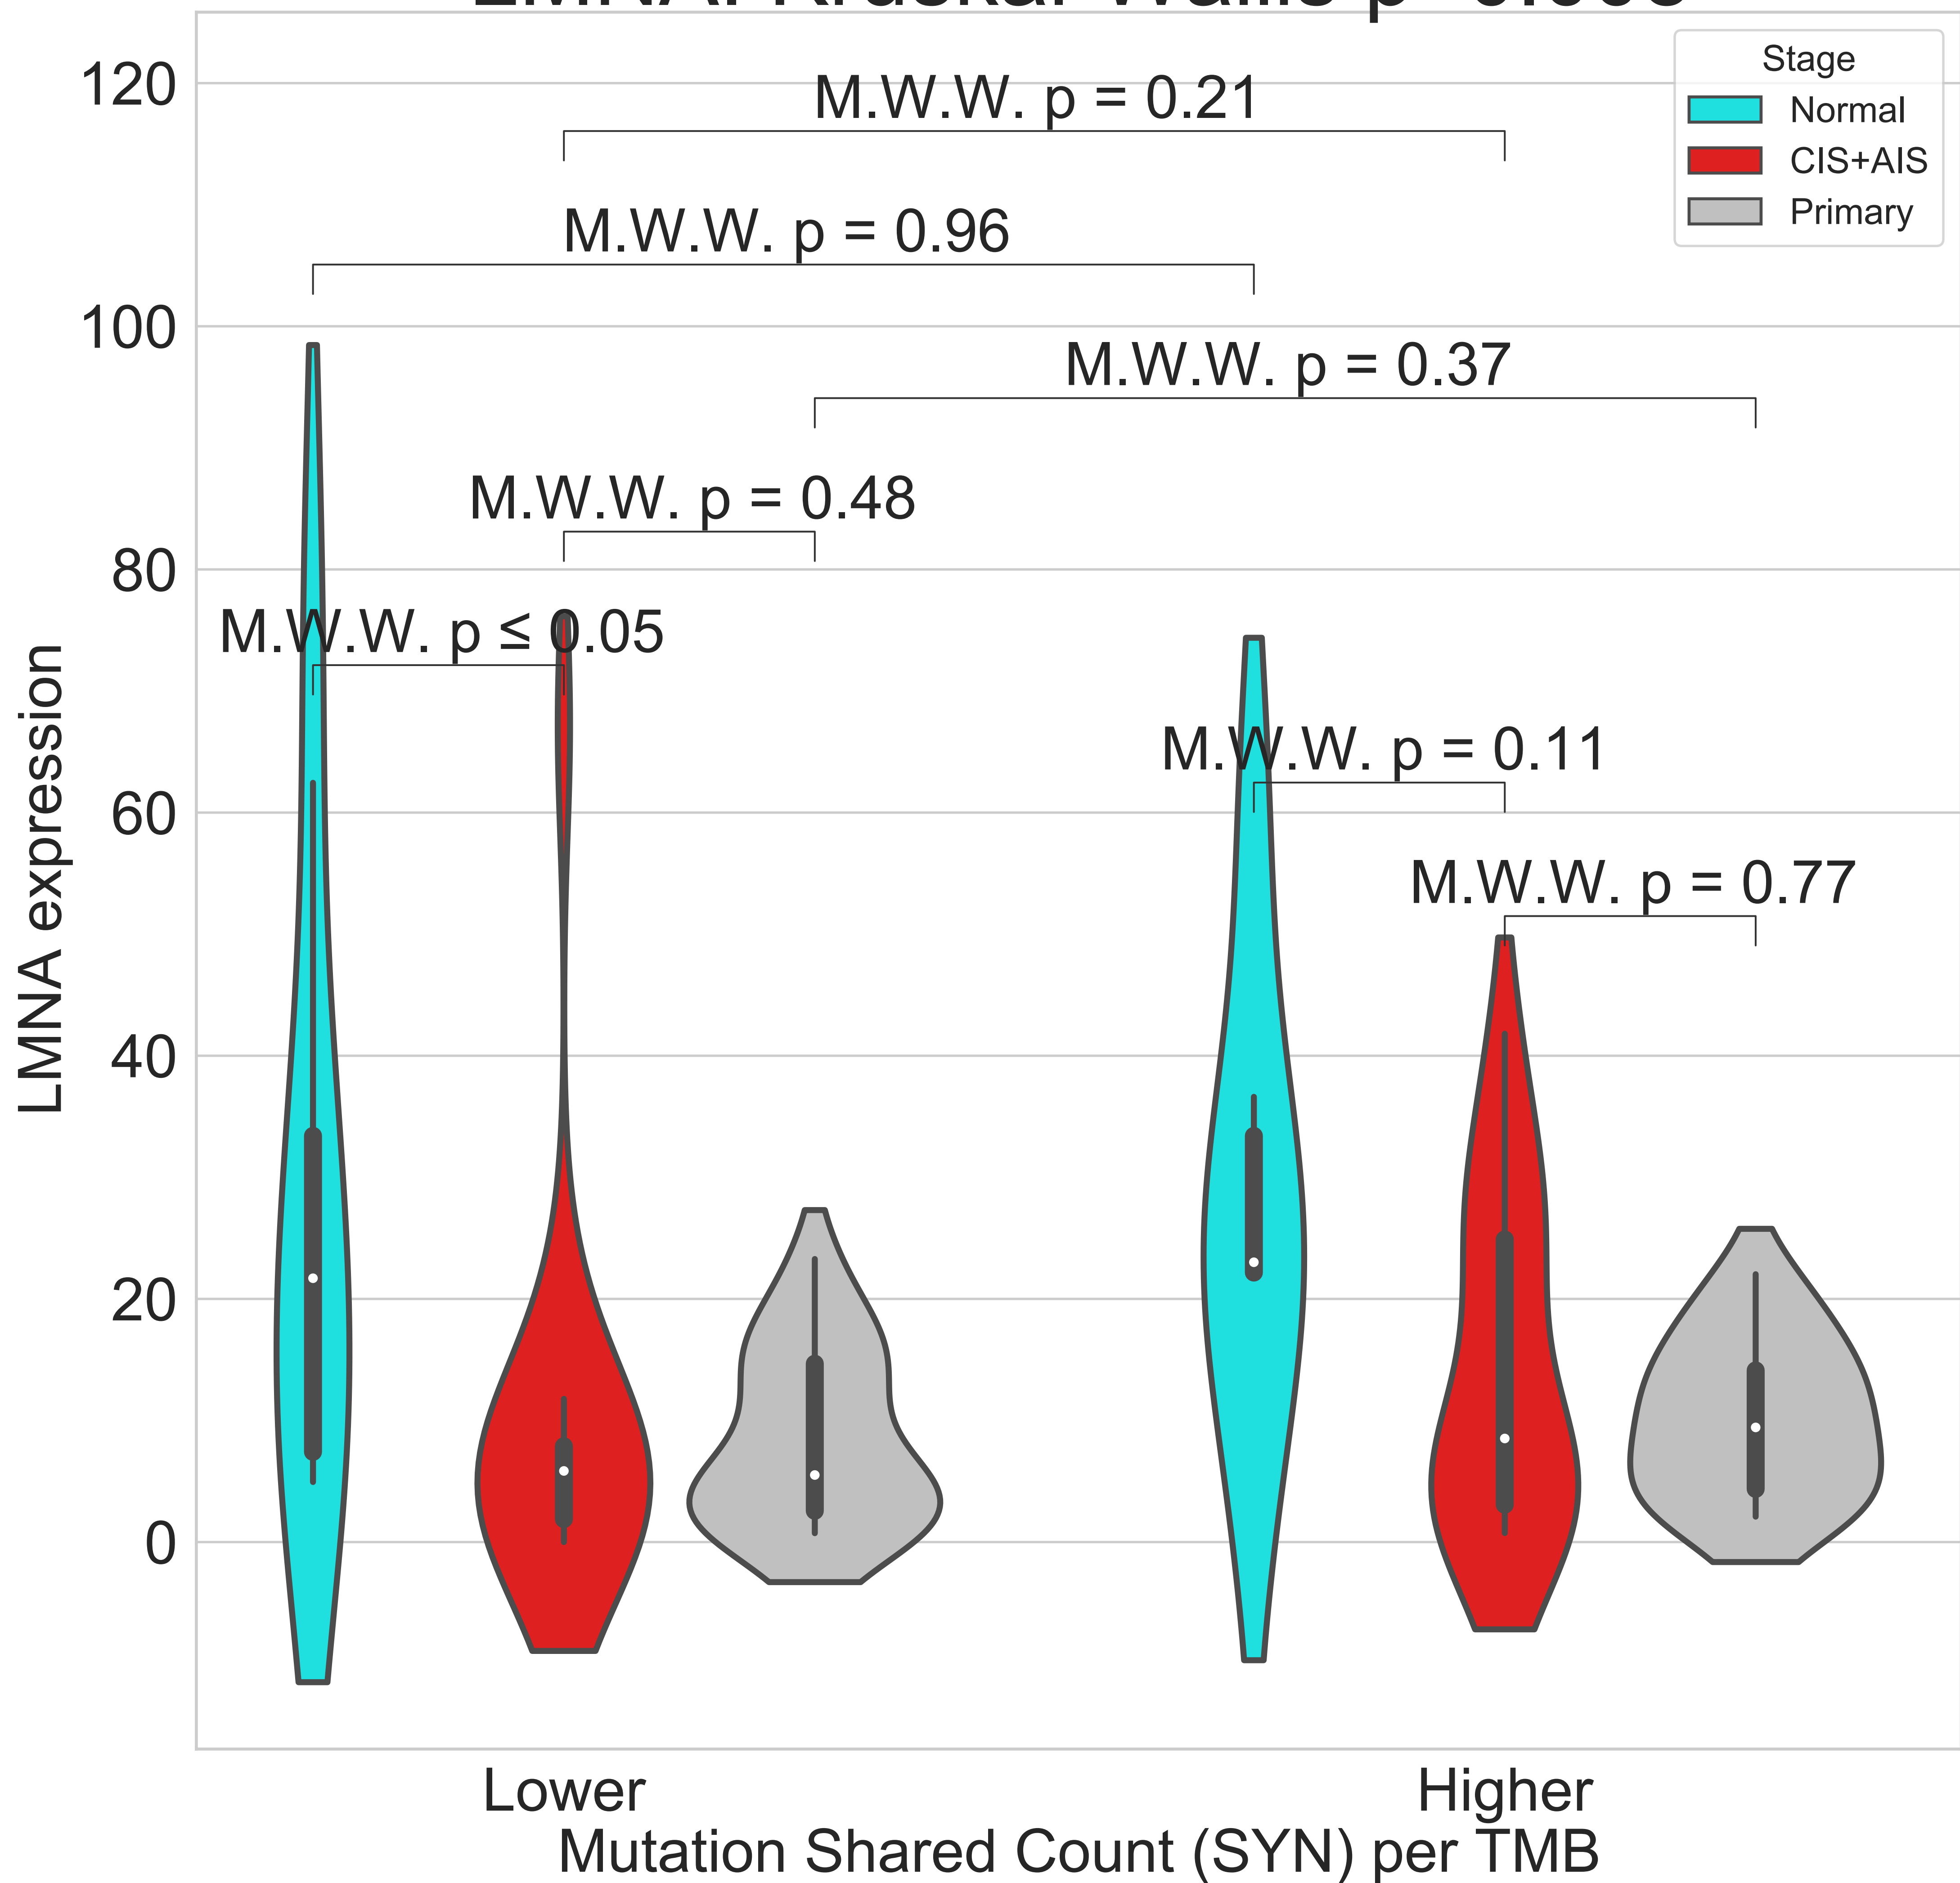 120
100
80
60
40
20
0
LMNA expression
M.W.W. p = 0.21
M.W.W. p = 0.96
M.W.W. p = 0.37
M.W.W. p = 0.48
M.W.W. p ≤ 0.05
M.W.W. p = 0.11
M.W.W. p = 0.77
Stage
Normal
CIS+AIS
Primary
Lower
Higher
Mutation Shared Count (SYN) per TMB